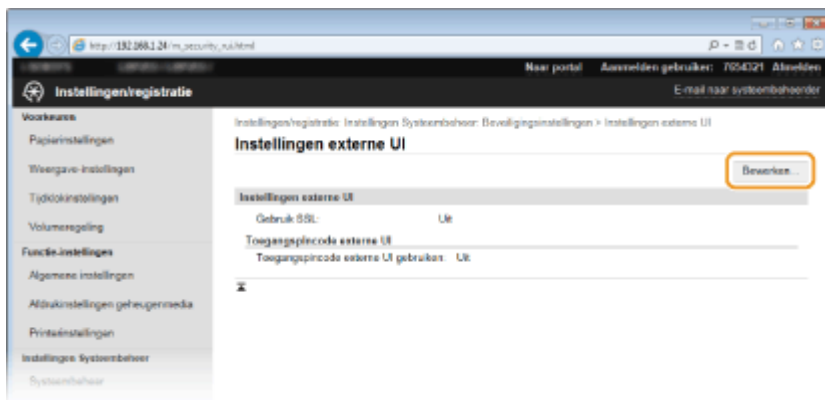 http://192.168.1.24/m_security_rui.html
Naar portal Aanmelden gebruiker: 7654321 Afmelden
Instellingen/registratie
E-mail naar systeembeheerder
Voorkeuren
Papierinstellingen
Weergave-instellingen
Tijdklokinstellingen
Volumeregeling
Functie-instellingen
Algemene instellingen
Afdrukinstellingen geheugenmedia
Printerinstellingen
Instellingen Systeembeheer
Systeembeheer
Instellingen/registratie: Instellingen Systeembeheer: Beveiligingsinstellingen > Instellingen externe UI
Instellingen externe UI
Bewerken...
Instellingen externe UI
Gebruik SSL: Uit
Toegangspincode externe UI
Toegangspincode externe UI gebruiken: Uit